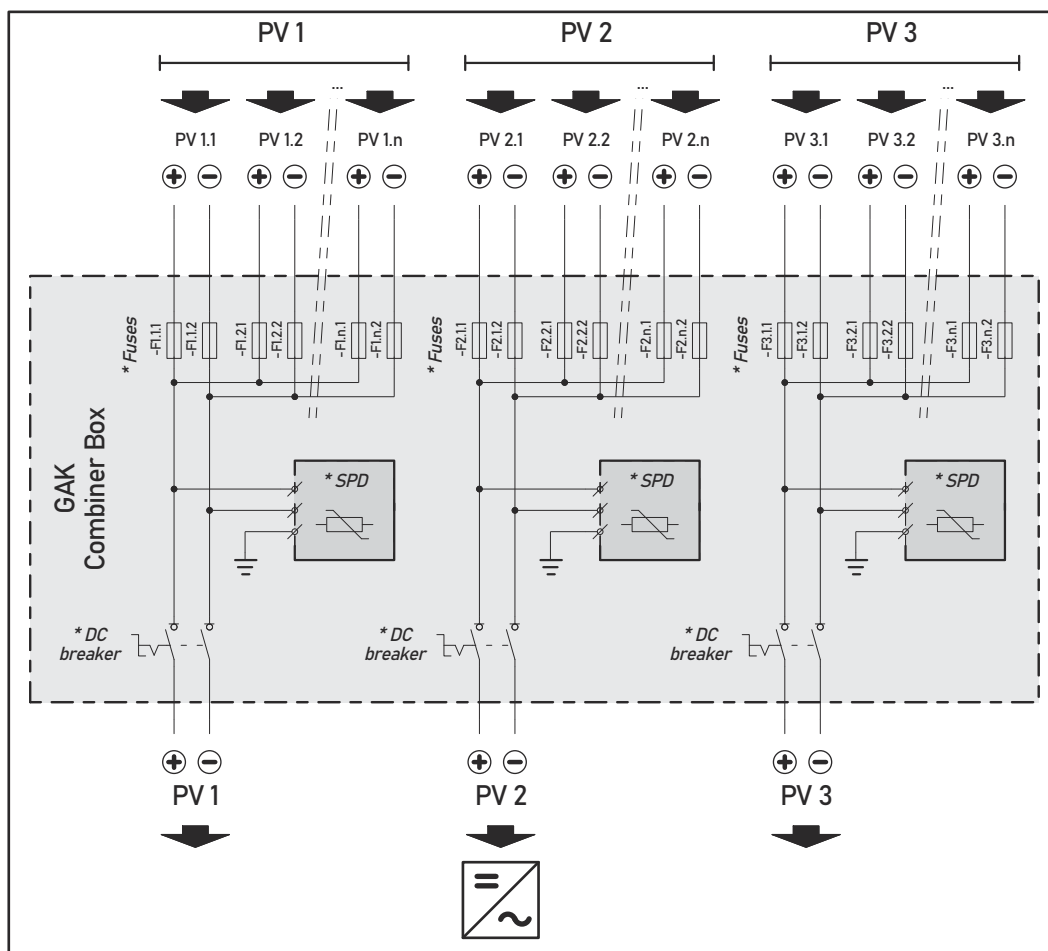 PV 1
PV 2
PV 3
...
...
...
PV 1.1
PV 1.2
PV 1.n
PV 2.1
PV 2.2
PV 2.n
PV 3.1
PV 3.2
PV 3.n
* Fuses
-F1.1.1
-F1.1.2
-F1.2.1
-F1.2.2
-F1.n.1
-F1.n.2
* Fuses
-F2.1.1
-F2.1.2
-F2.2.1
-F2.2.2
-F2.n.1
-F2.n.2
* Fuses
-F3.1.1
-F3.1.2
-F3.2.1
-F3.2.2
-F3.n.1
-F3.n.2
GAK
Combiner Box
* SPD
* SPD
* SPD
* DC
breaker
* DC
breaker
* DC
breaker
PV 1
PV 2
PV 3